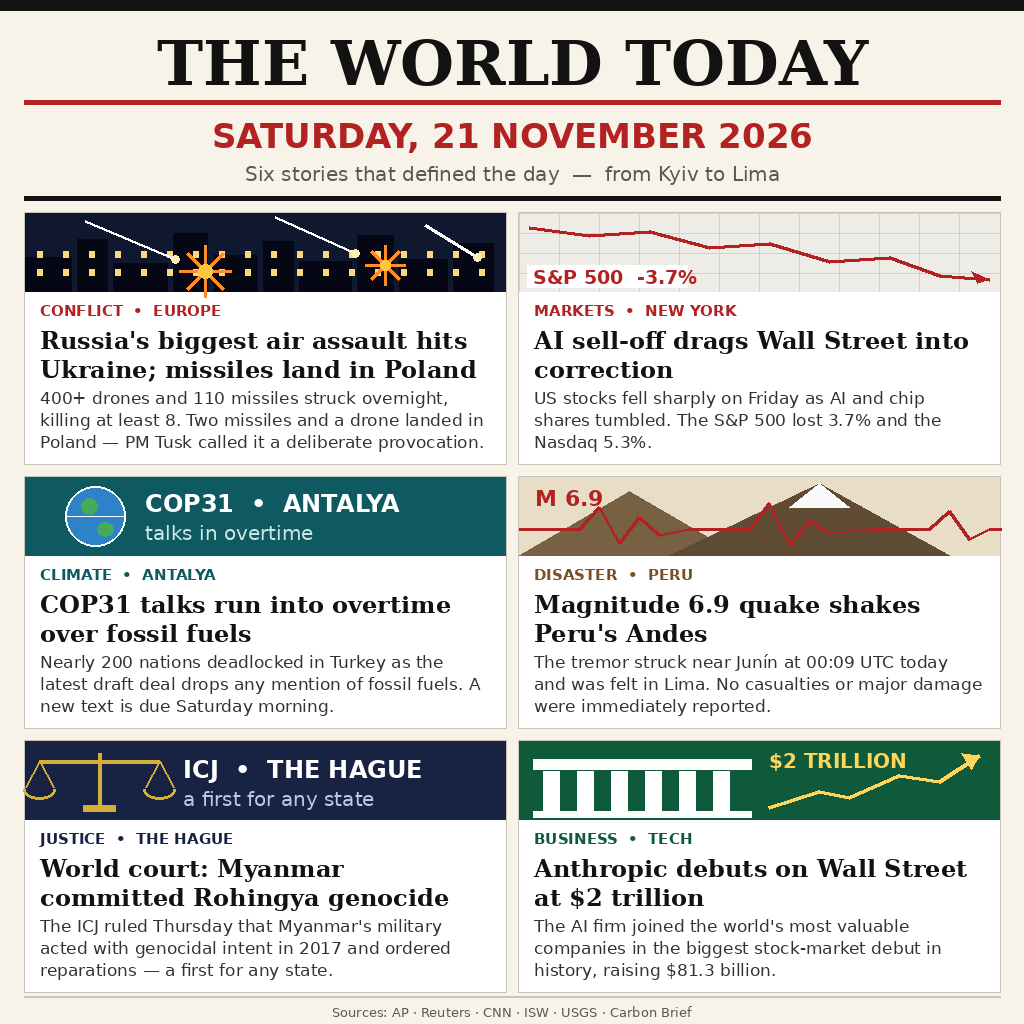 THE WORLD TODAY
SATURDAY, 21 NOVEMBER 2026
Six stories that defined the day — from Kyiv to Lima
CONFLICT • EUROPE
Russia's biggest air assault hits
Ukraine; missiles land in Poland
400+ drones and 110 missiles struck overnight,
killing at least 8. Two missiles and a drone landed in
Poland — PM Tusk called it a deliberate provocation.
S&P 500 -3.7%
MARKETS • NEW YORK
AI sell-off drags Wall Street into
correction
US stocks fell sharply on Friday as AI and chip
shares tumbled. The S&P 500 lost 3.7% and the
Nasdaq 5.3%.
COP31 • ANTALYA
talks in overtime
CLIMATE • ANTALYA
COP31 talks run into overtime
over fossil fuels
Nearly 200 nations deadlocked in Turkey as the
latest draft deal drops any mention of fossil fuels. A
new text is due Saturday morning.
M 6.9
DISASTER • PERU
Magnitude 6.9 quake shakes
Peru's Andes
The tremor struck near Junín at 00:09 UTC today
and was felt in Lima. No casualties or major damage
were immediately reported.
ICJ • THE HAGUE
a first for any state
JUSTICE • THE HAGUE
World court: Myanmar
committed Rohingya genocide
The ICJ ruled Thursday that Myanmar's military
acted with genocidal intent in 2017 and ordered
reparations — a first for any state.
$2 TRILLION
BUSINESS • TECH
Anthropic debuts on Wall Street
at $2 trillion
The AI firm joined the world's most valuable
companies in the biggest stock-market debut in
history, raising $81.3 billion.
Sources: AP · Reuters · CNN · ISW · USGS · Carbon Brief